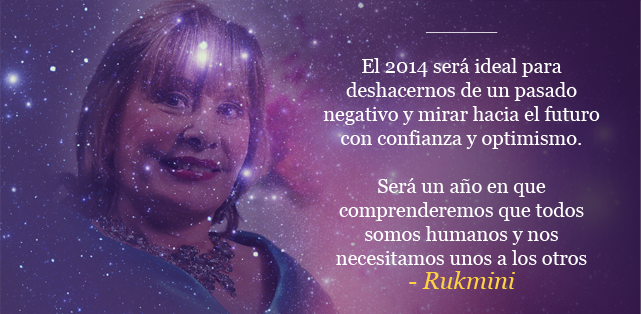 El 2014 será ideal para
deshacernos de un pasado
negativo y mirar hacia el futuro
con confianza y optimismo.
Será un año en que
comprenderemos que todos
somos humanos y nos
necesitamos unos a los otros
- Rukmini